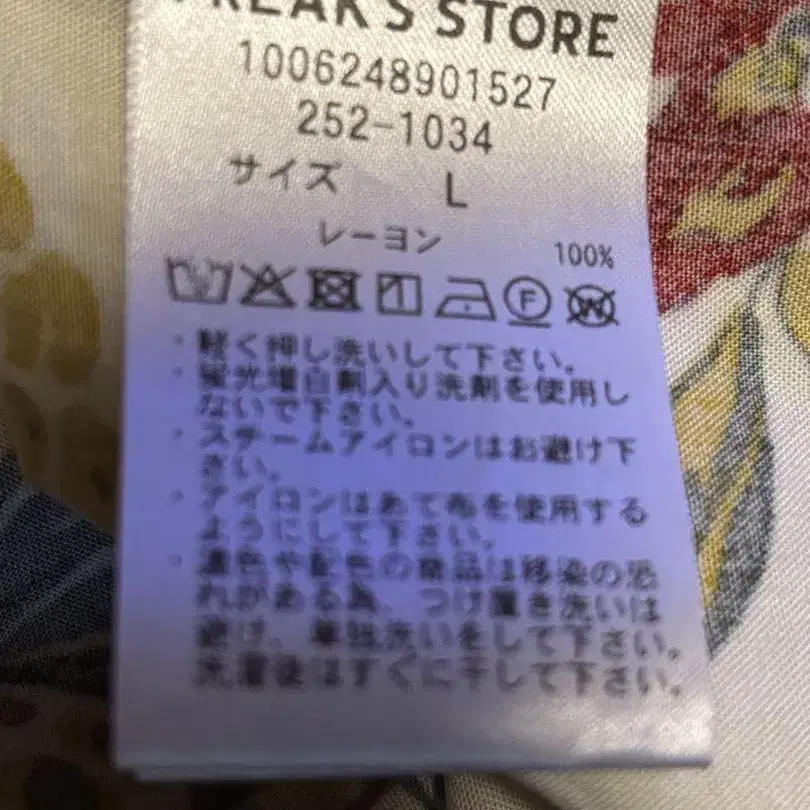 FREAK'S STORE
1006248901527
252-1034
サイズ L
レーヨン 100%
F W
・軽く押し洗いして下さい。
・蛍光増白剤入り洗剤を使用し
ないで下さい。
・スチームアイロンはお避け下
さい。
・アイロンはあて布を使用する
ようにして下さい。
・濃色や配色の商品は移染の恐
れがある為、つけ置き洗いは
避け、単独洗いをして下さい。
洗濯後はすぐに干して下さい。